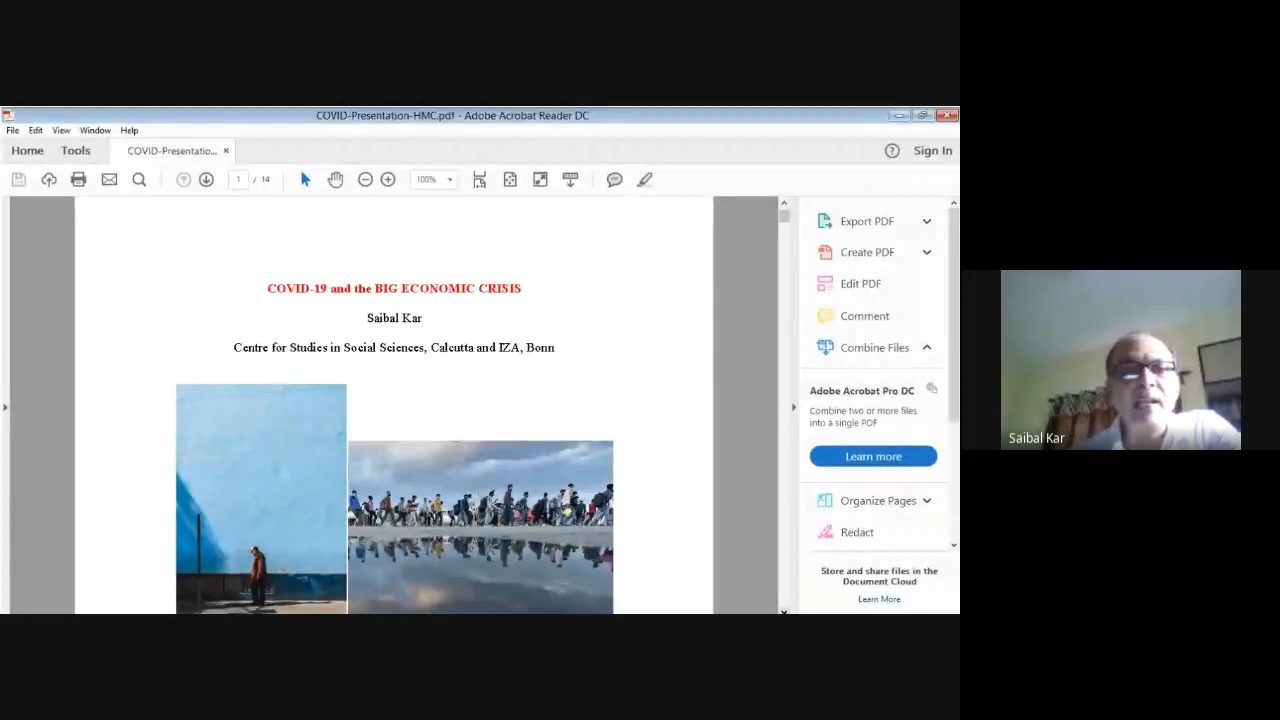 COVID-Presentation-HMC.pdf - Adobe Acrobat Reader DC
File Edit View Window Help
Home Tools COVID-Presentatio... × Sign In
1 / 14 100%
COVID-19 and the BIG ECONOMIC CRISIS
Saibal Kar
Centre for Studies in Social Sciences, Calcutta and IZA, Bonn
Export PDF
Create PDF
Edit PDF
Comment
Combine Files
Adobe Acrobat Pro DC
Combine two or more files
into a single PDF
Learn more
Organize Pages
Redact
Store and share files in the
Document Cloud
Learn More
Saibal Kar